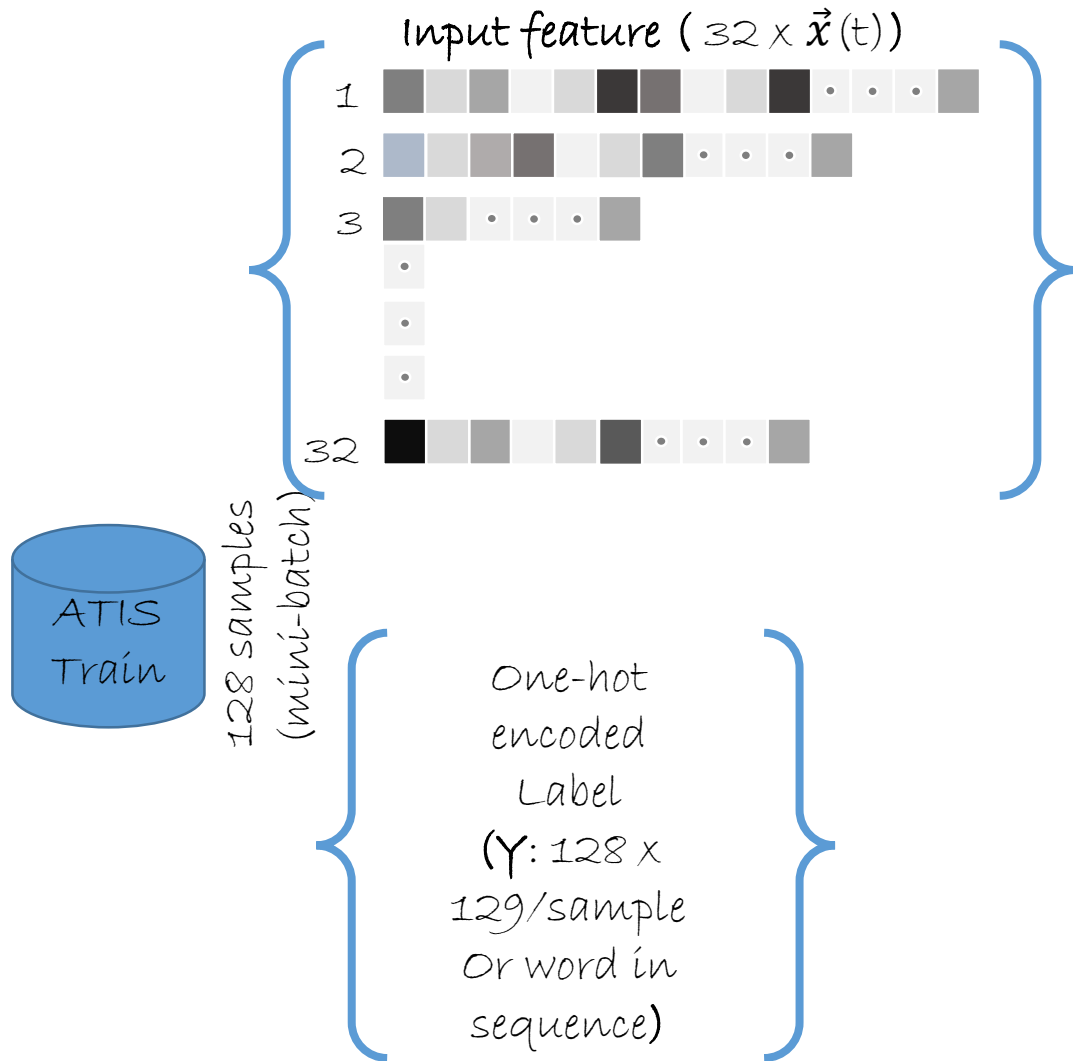 Input feature ( 32 x x⃗(t))
1
2
3
32
128 samples
(mini-batch)
ATIS
Train
One-hot
encoded
Label
(Y: 128 x
129/sample
Or word in
sequence)